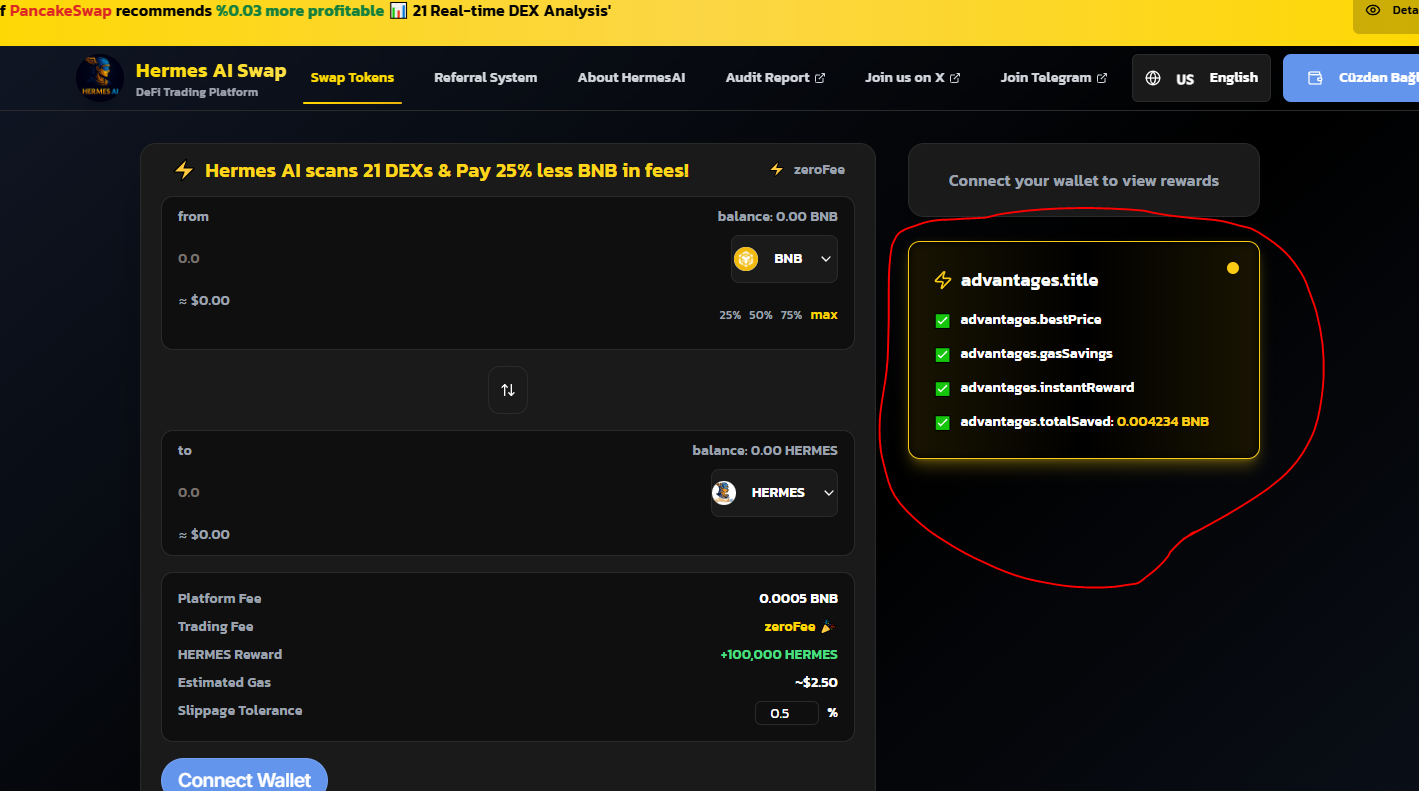 f PancakeSwap recommends %0.03 more profitable 📊 21 Real-time DEX Analysis'
Deta
HERMES AI
Hermes AI Swap
DeFi Trading Platform
Swap Tokens
Referral System
About HermesAI
Audit Report
Join us on X
Join Telegram
US English
Cüzdan Bağl
⚡ Hermes AI scans 21 DEXs & Pay 25% less BNB in fees!
⚡ zeroFee
from
balance: 0.00 BNB
0.0
BNB
≈ $0.00
25% 50% 75% max
to
balance: 0.00 HERMES
0.0
HERMES
≈ $0.00
Platform Fee
0.0005 BNB
Trading Fee
zeroFee 🎉
HERMES Reward
+100,000 HERMES
Estimated Gas
~$2.50
Slippage Tolerance
0.5 %
Connect Wallet
Connect your wallet to view rewards
advantages.title
✅ advantages.bestPrice
✅ advantages.gasSavings
✅ advantages.instantReward
✅ advantages.totalSaved: 0.004234 BNB